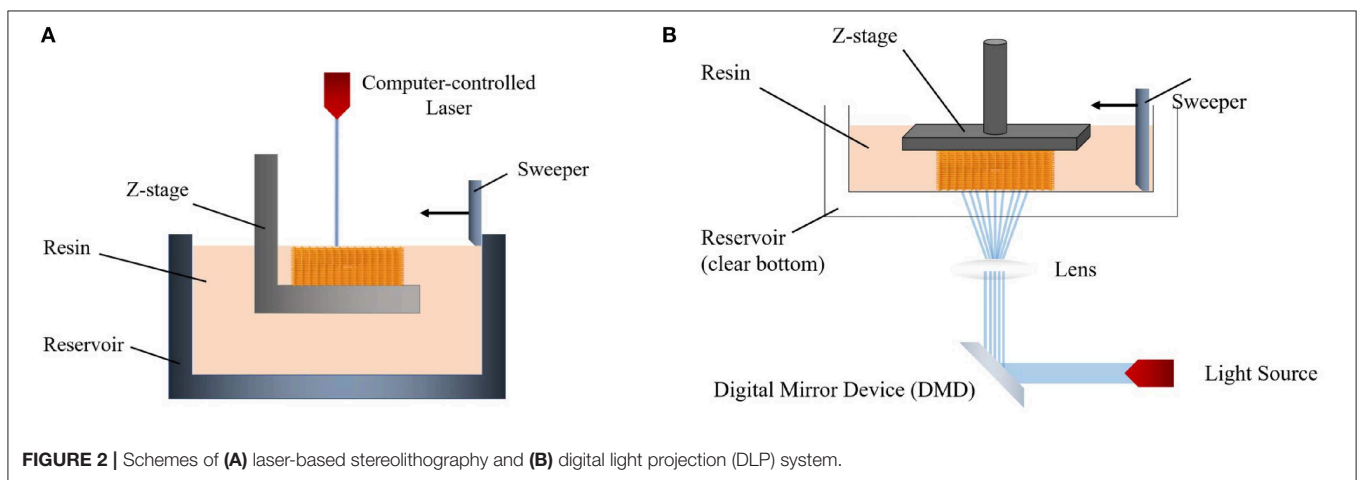 A
Computer-controlled
Laser
Sweeper
Z-stage
Resin
Reservoir
B
Z-stage
Resin
Sweeper
Reservoir
(clear bottom)
Lens
Digital Mirror Device (DMD)
Light Source
FIGURE 2 | Schemes of (A) laser-based stereolithography and (B) digital light projection (DLP) system.